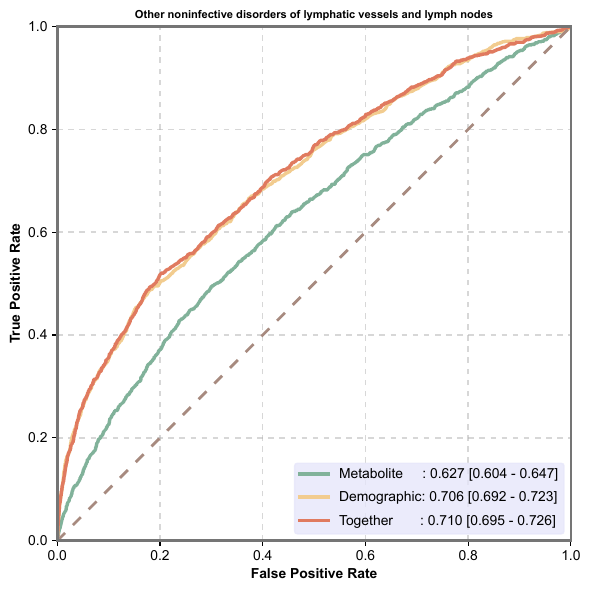 Other noninfective disorders of lymphatic vessels and lymph nodes
1.0
0.8
0.6
0.4
0.2
0.0
True Positive Rate
Metabolite : 0.627 [0.604 - 0.647]
Demographic: 0.706 [0.692 - 0.723]
Together : 0.710 [0.695 - 0.726]
0.0 0.2 0.4 0.6 0.8 1.0
False Positive Rate